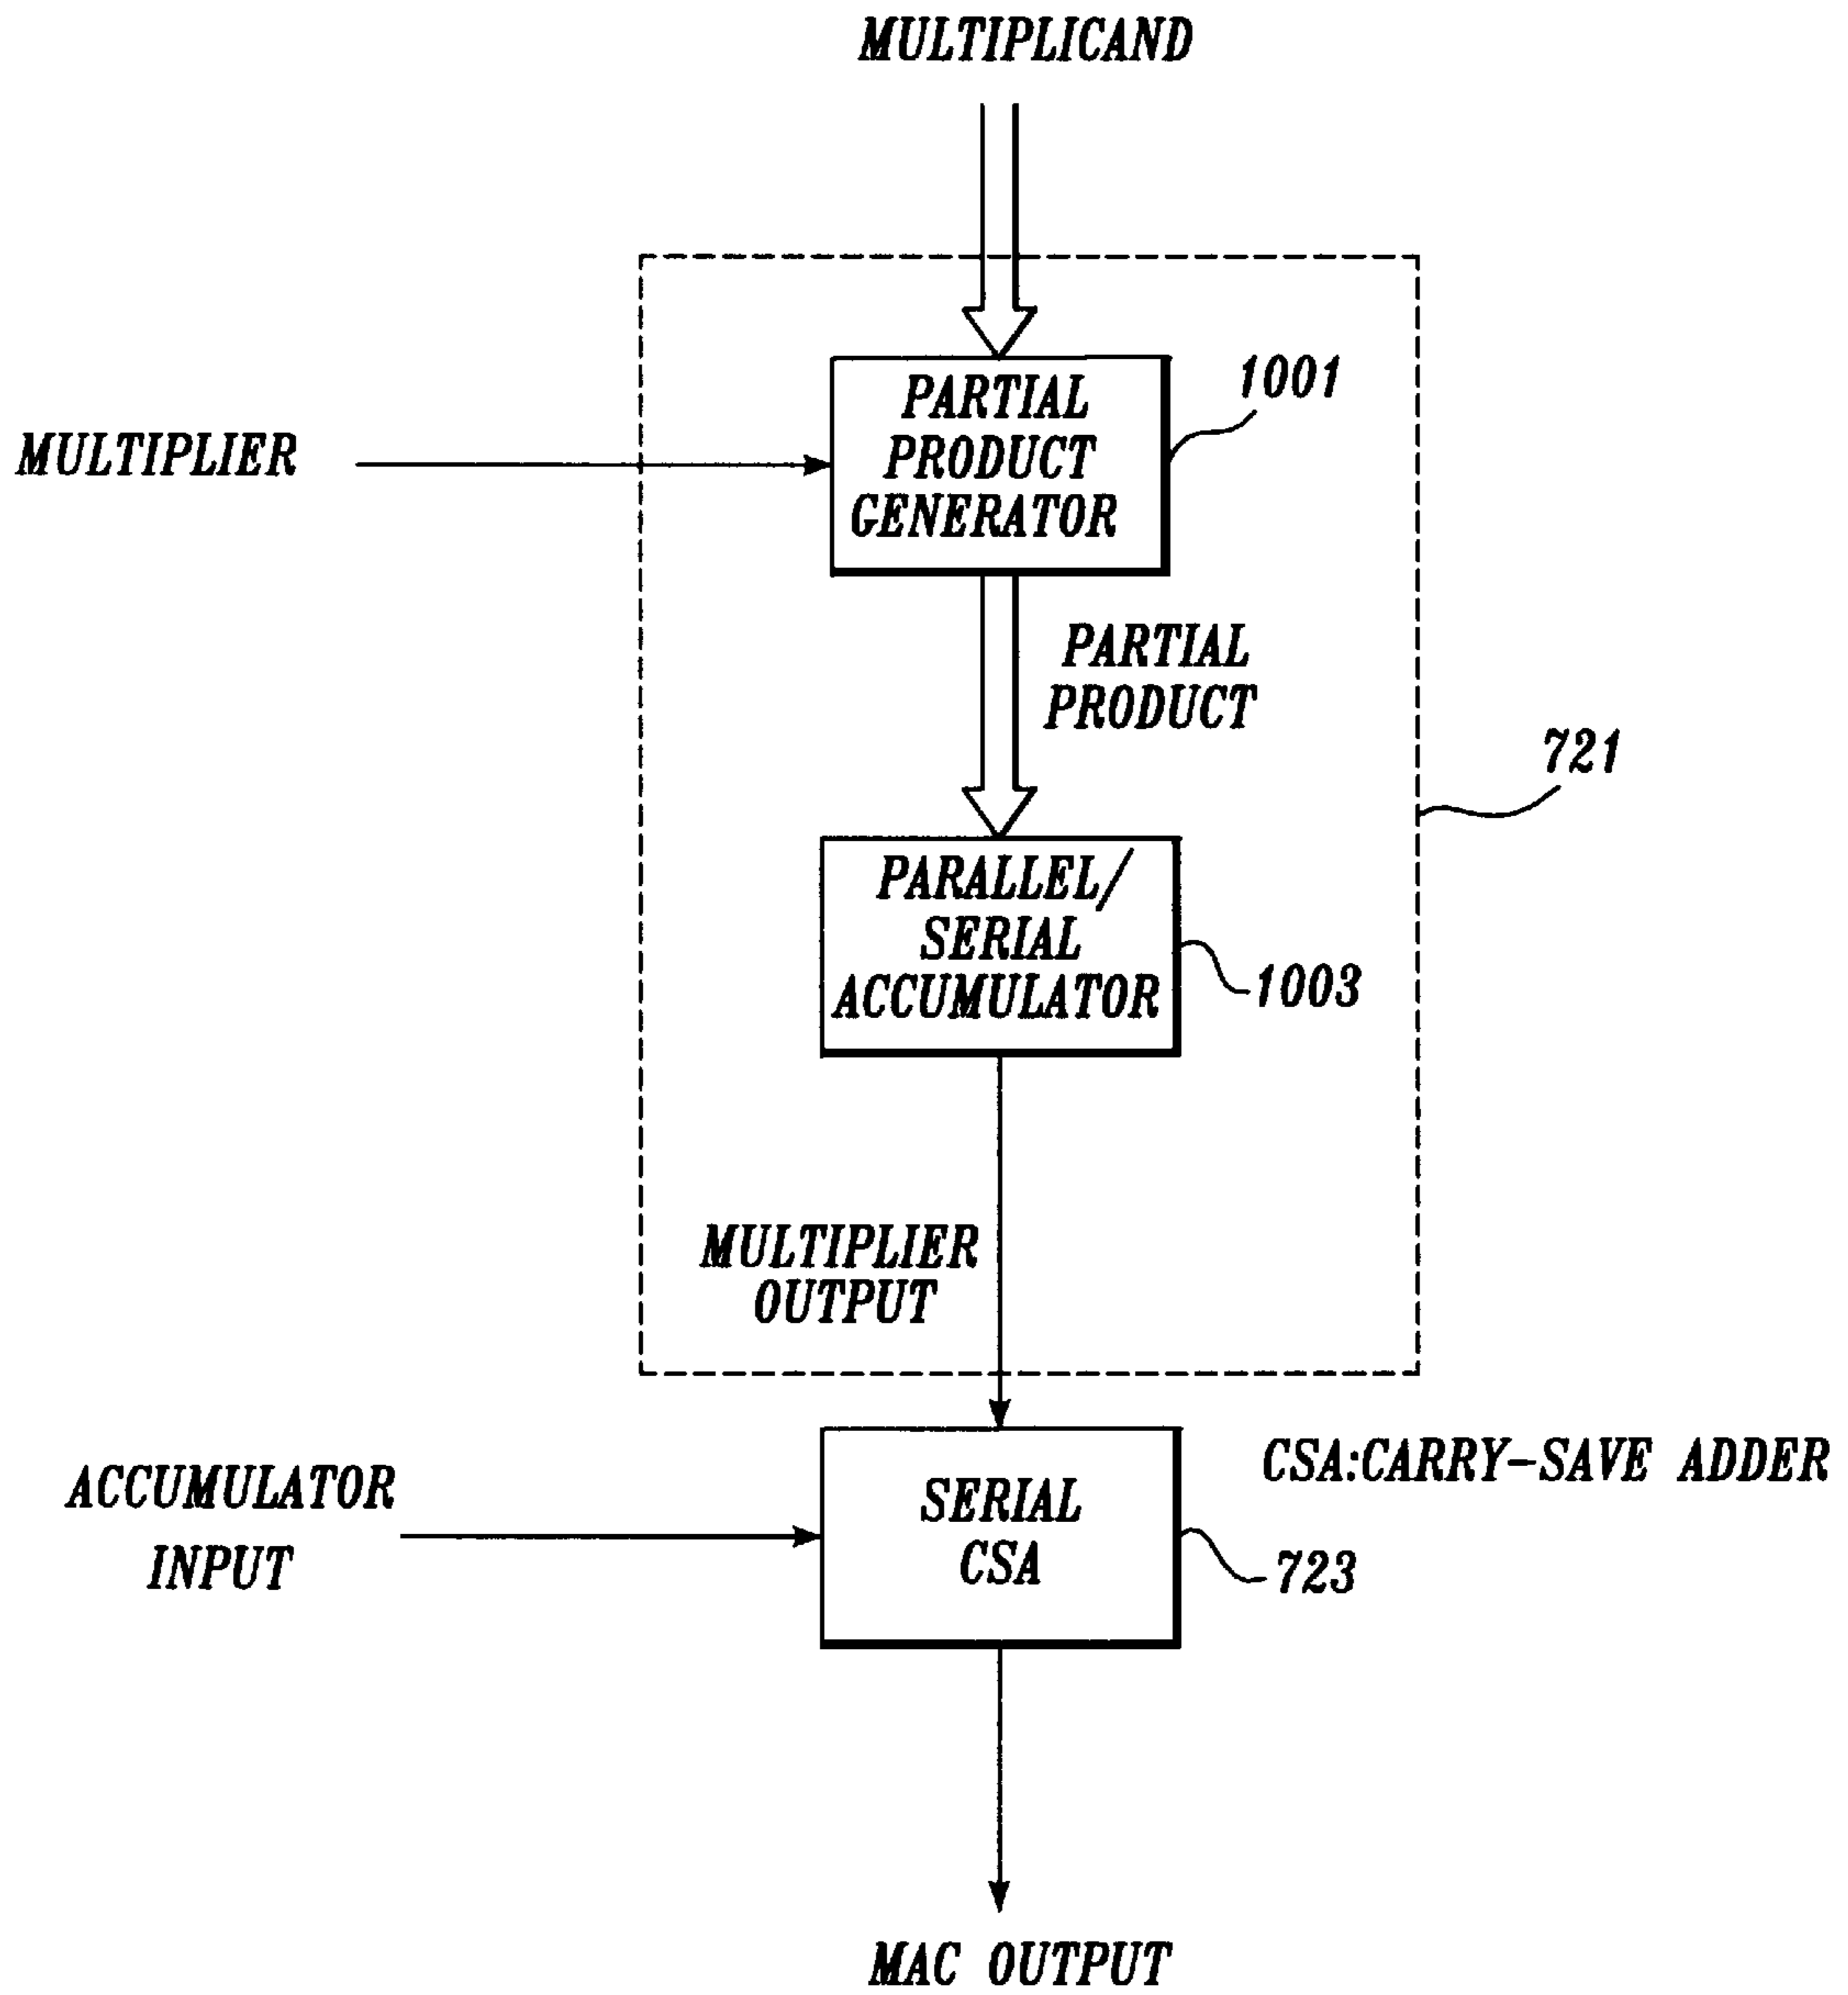 MULTIPLICAND
1001
PARTIAL
PRODUCT
GENERATOR
MULTIPLIER
PARTIAL
PRODUCT
721
PARALLEL/
SERIAL
ACCUMULATOR
1003
MULTIPLIER
OUTPUT
CSA:CARRY-SAVE ADDER
ACCUMULATOR
INPUT
SERIAL
CSA
723
MAC OUTPUT